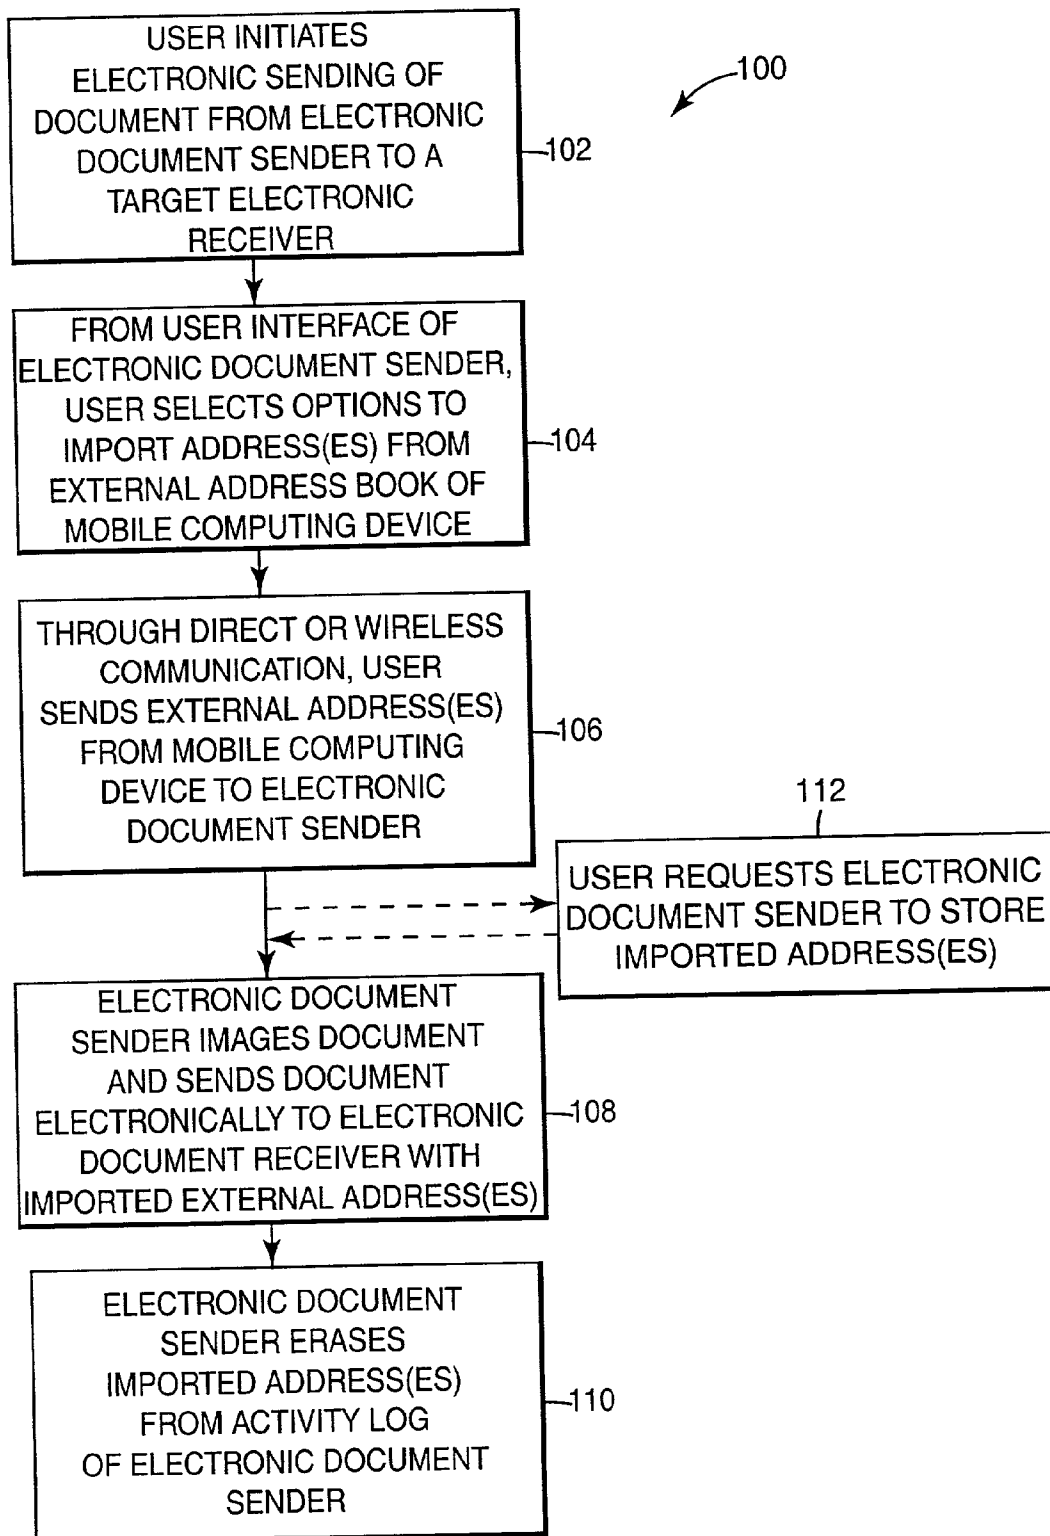 USER INITIATES
ELECTRONIC SENDING OF
DOCUMENT FROM ELECTRONIC
DOCUMENT SENDER TO A
TARGET ELECTRONIC
RECEIVER
100
102
FROM USER INTERFACE OF
ELECTRONIC DOCUMENT SENDER,
USER SELECTS OPTIONS TO
IMPORT ADDRESS(ES) FROM
EXTERNAL ADDRESS BOOK OF
MOBILE COMPUTING DEVICE
104
THROUGH DIRECT OR WIRELESS
COMMUNICATION, USER
SENDS EXTERNAL ADDRESS(ES)
FROM MOBILE COMPUTING
DEVICE TO ELECTRONIC
DOCUMENT SENDER
106
112
USER REQUESTS ELECTRONIC
DOCUMENT SENDER TO STORE
IMPORTED ADDRESS(ES)
ELECTRONIC DOCUMENT
SENDER IMAGES DOCUMENT
AND SENDS DOCUMENT
ELECTRONICALLY TO ELECTRONIC
DOCUMENT RECEIVER WITH
IMPORTED EXTERNAL ADDRESS(ES)
108
ELECTRONIC DOCUMENT
SENDER ERASES
IMPORTED ADDRESS(ES)
FROM ACTIVITY LOG
OF ELECTRONIC DOCUMENT
SENDER
110